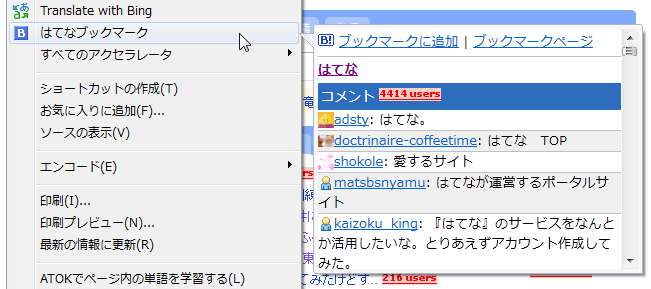 Translate with Bing
はてなブックマーク
すべてのアクセラレータ
ショートカットの作成(T)
お気に入りに追加(F)...
ソースの表示(V)
エンコード(E)
印刷(I)...
印刷プレビュー(N)...
最新の情報に更新(R)
ATOKでページ内の単語を学習する(L)
B! ブックマークに追加 | ブックマークページ
はてな
コメント 4414 users
adsty: はてな。
doctrinaire-coffeetime: はてな　TOP
shokole: 愛するサイト
matsbsnyamu: はてなが運営するポータルサ
イト
kaizoku_king: 『はてな』のサービスをなんと
か活用したいな。とりあえずアカウント作成して
みた。
てみたけどす.. 216 users